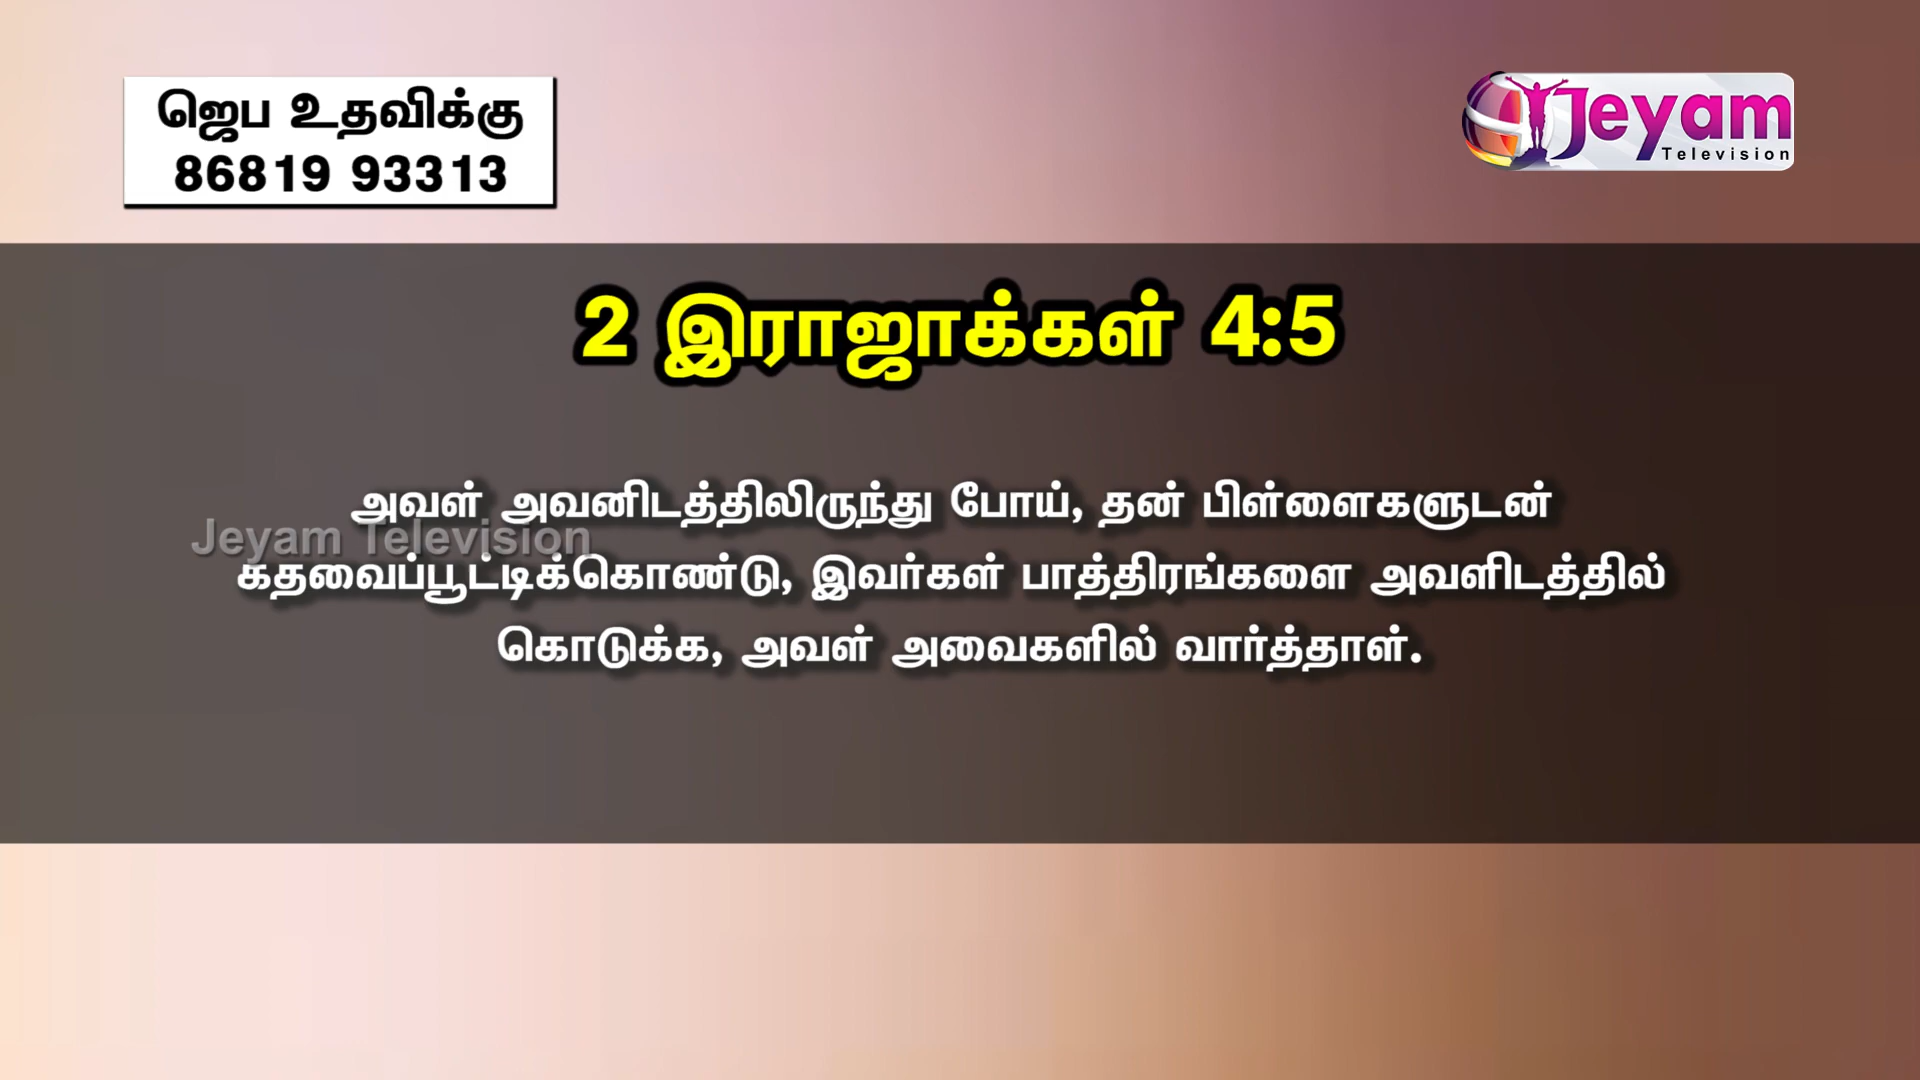 ஜெப உதவிக்கு
86819 93313
Jeyam
Television
2 இராஜாக்கள் 4:5
அவள் அவனிடத்திலிருந்து போய், தன் பிள்ளைகளுடன்
Jeyam Television
கதவைப்பூட்டிக்கொண்டு, இவர்கள் பாத்திரங்களை அவளிடத்தில்
கொடுக்க, அவள் அவைகளில் வார்த்தாள்.